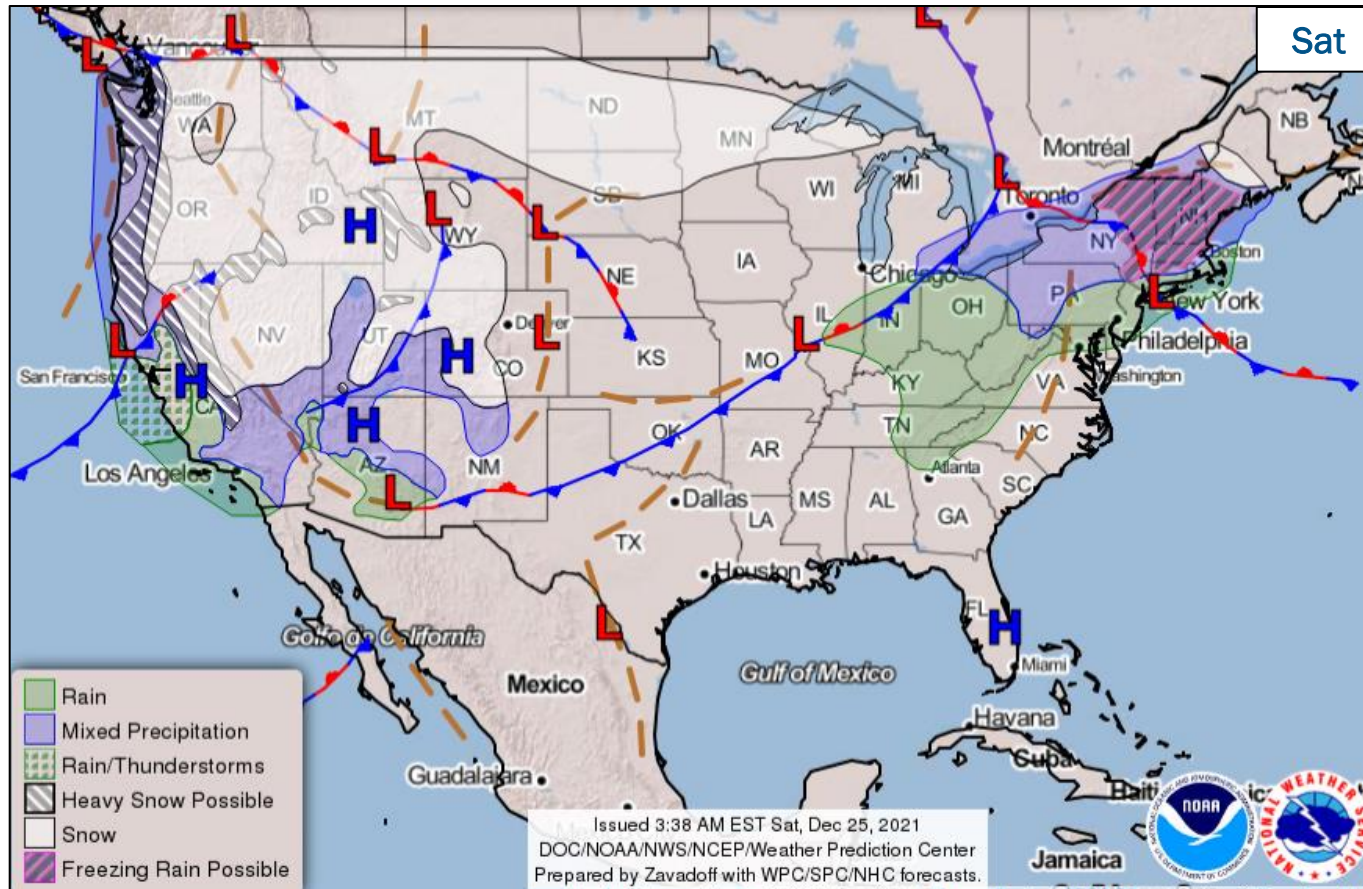 Sat
L
L
L
Vancouver
Seattle
WA
MT
ND
MN
Montréal
NB
L
L
MI
WI
Toronto
ID
SD
OR
H
L
WY
L
NH
NY
Boston
IA
Chicago
NE
L
New York
PA
OH
IL
IN
Philadelphia
L
NV
UT
Denver
L
L
H
CO
KS
MO
San Francisco
H
CA
KY
VA
Washington
H
OK
TN
NC
AR
Los Angeles
AZ
NM
Atlanta
SC
L
Dallas
MS
AL
GA
LA
TX
Houston
L
FL
H
Golfo de California
Gulf of Mexico
Miami
Mexico
Havana
Cuba
Guadalajara
Jamaica
Rain
Mixed Precipitation
Rain/Thunderstorms
Heavy Snow Possible
Snow
Freezing Rain Possible
Issued 3:38 AM EST Sat, Dec 25, 2021
DOC/NOAA/NWS/NCEP/Weather Prediction Center
Prepared by Zavadoff with WPC/SPC/NHC forecasts.
NOAA
NATIONAL WEATHER SERVICE